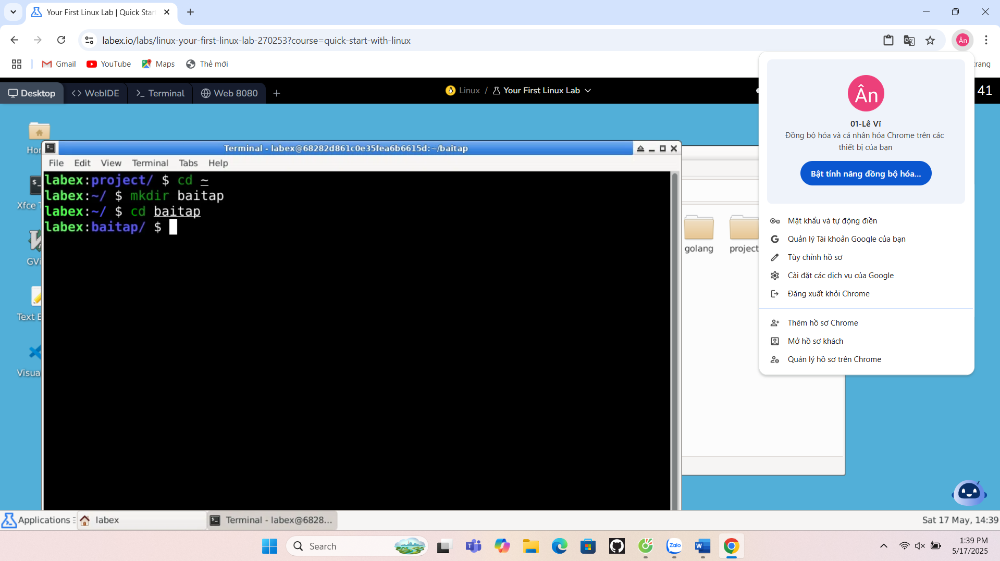 Your First Linux Lab | Quick Star
labex.io/labs/linux-your-first-linux-lab-270253?course=quick-start-with-linux
Ân
Gmail
YouTube
Maps
Thẻ mới
Desktop
<> WebIDE
>_ Terminal
Web 8080
Linux / Your First Linux Lab
41
Ân
01-Lê Vĩ
Đồng bộ hóa và cá nhân hóa Chrome trên các
thiết bị của bạn
Bật tính năng đồng bộ hóa...
Mật khẩu và tự động điền
Quản lý Tài khoản Google của bạn
Tùy chỉnh hồ sơ
Cài đặt các dịch vụ của Google
Đăng xuất khỏi Chrome
Thêm hồ sơ Chrome
Mở hồ sơ khách
Quản lý hồ sơ trên Chrome
Terminal - labex@68282d861c0e35fea6b6615d:~/baitap
File Edit View Terminal Tabs Help
labex:project/ $ cd ~
labex:~/ $ mkdir baitap
labex:~/ $ cd baitap
labex:baitap/ $
Xfce
Text
golang
project
Applications
labex
Terminal - labex@6828...
Sat 17 May, 14:39
Search
Zalo
1:39 PM
5/17/2025